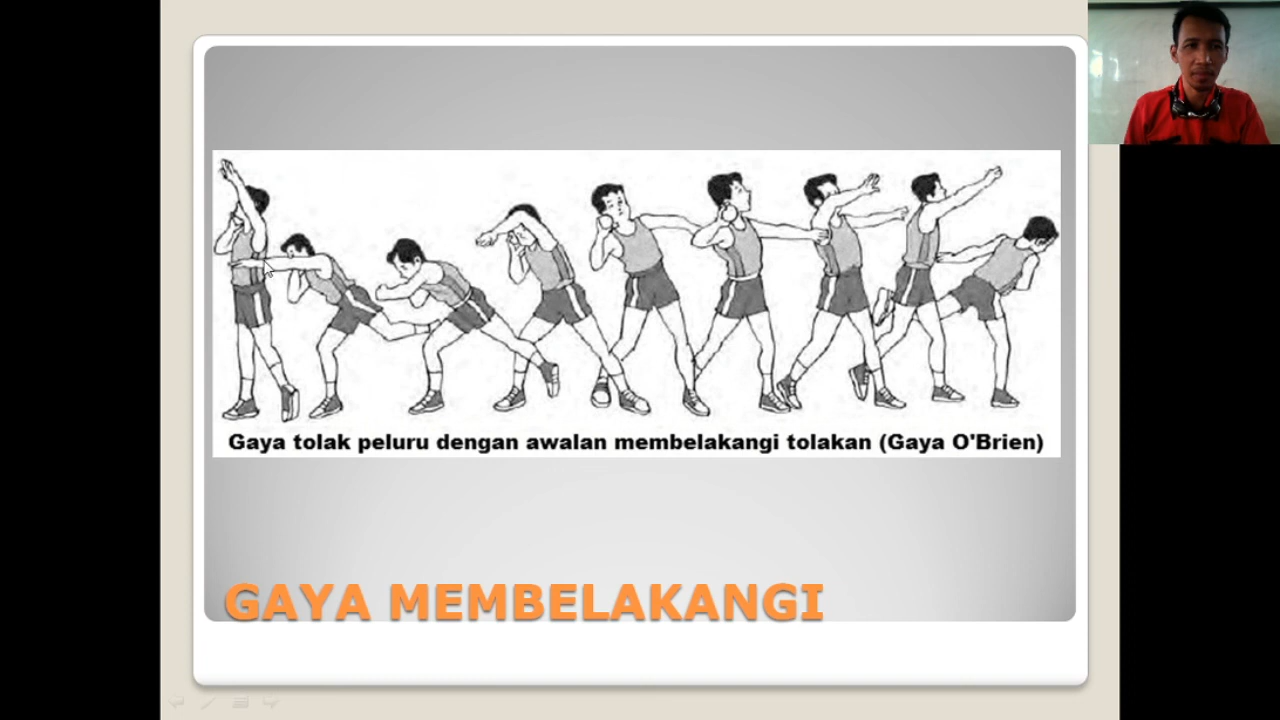 Gaya tolak peluru dengan awalan membelakangi tolakan (Gaya O'Brien)
GAYA MEMBELAKANGI